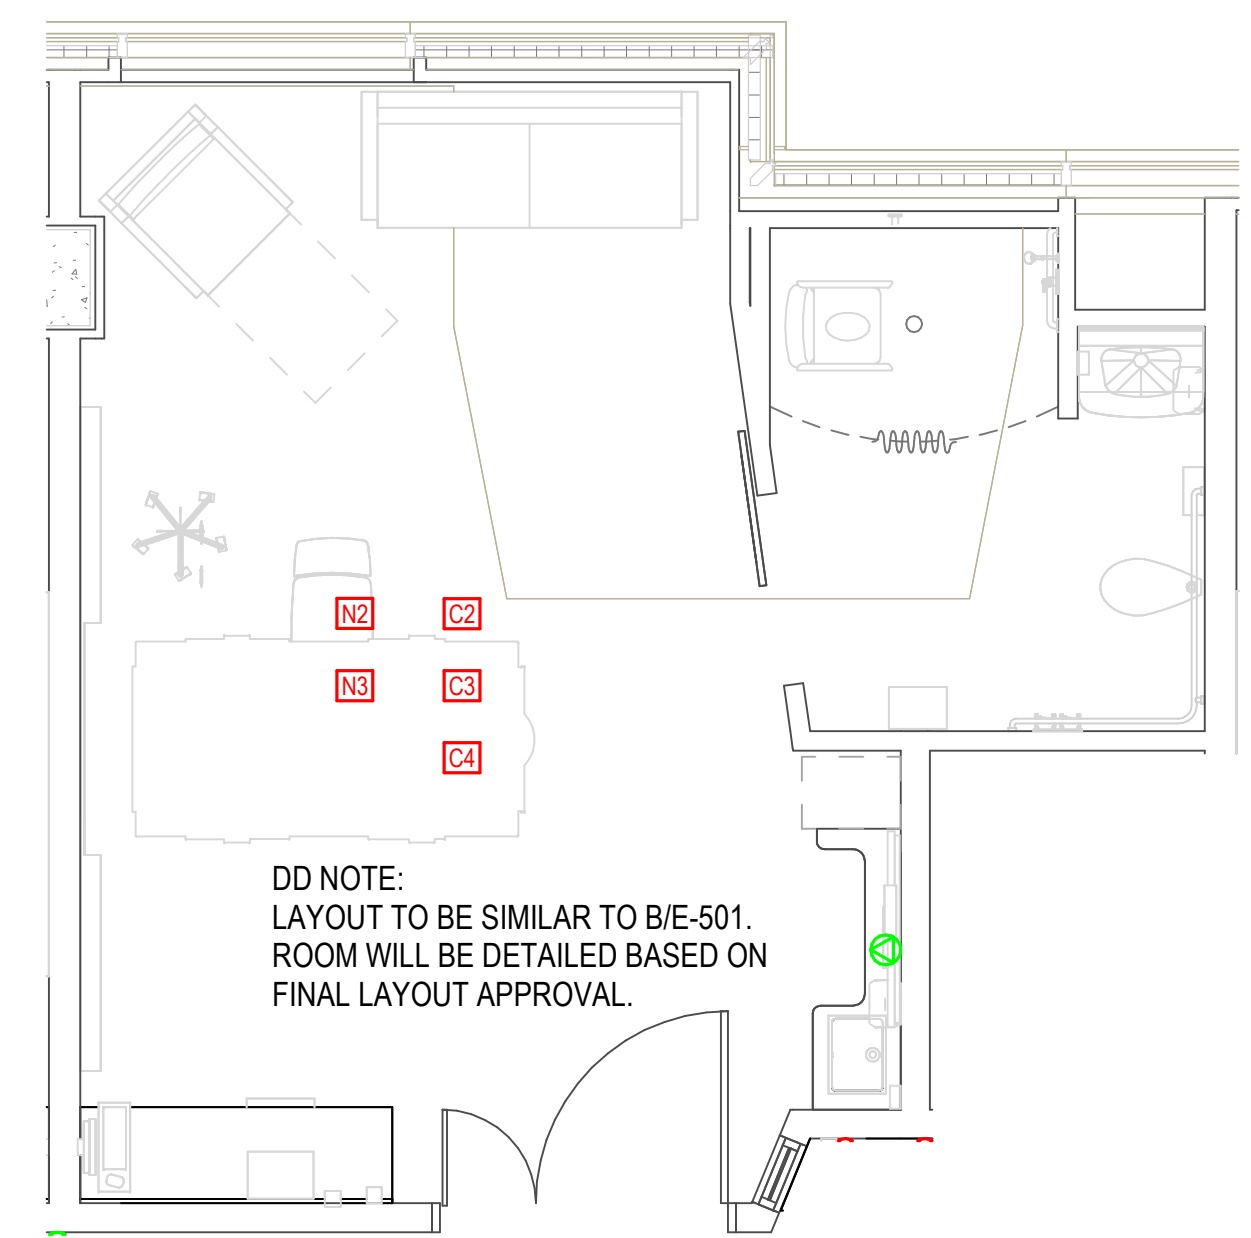 N2 C2
N3 C3
C4
DD NOTE:
LAYOUT TO BE SIMILAR TO B/E-501.
ROOM WILL BE DETAILED BASED ON
FINAL LAYOUT APPROVAL.